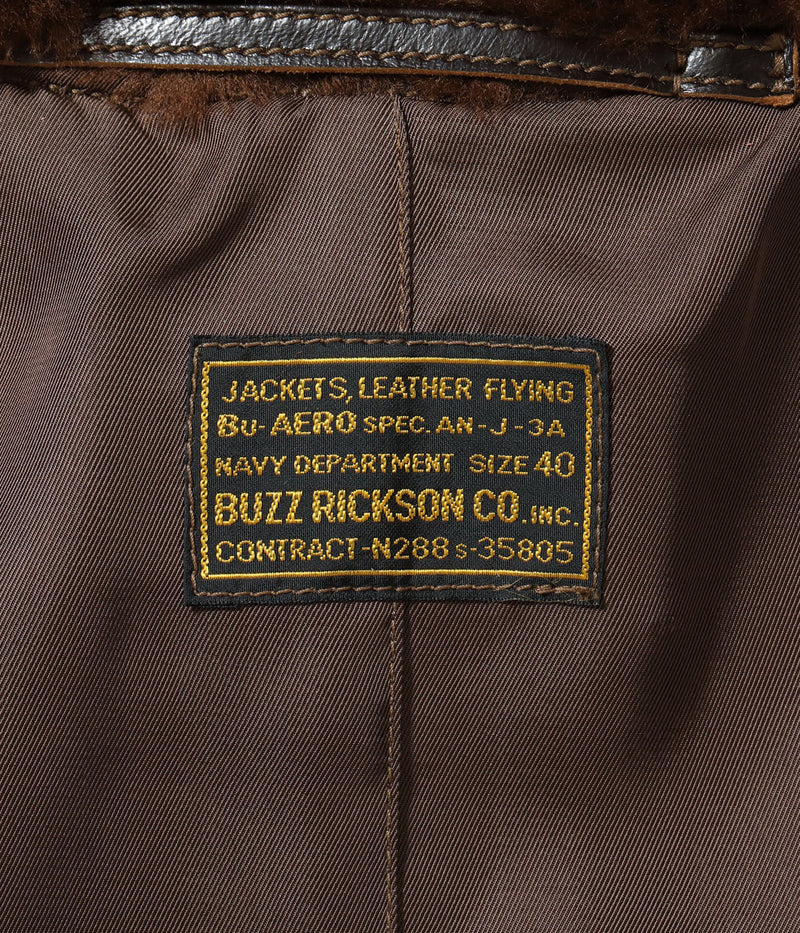 JACKETS, LEATHER FLYING
BU-AERO SPEC. AN-J-3A
NAVY DEPARTMENT SIZE 40
BUZZ RICKSON CO. INC.
CONTRACT-N288 S-35805